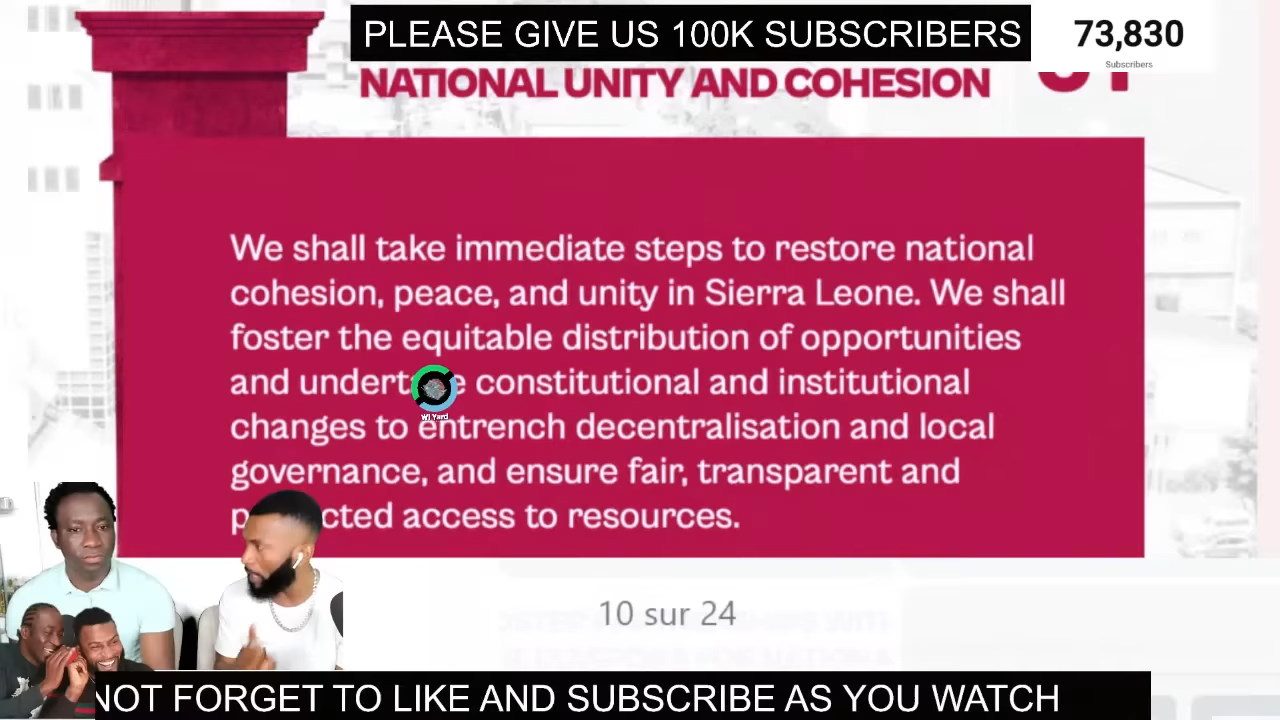 PLEASE GIVE US 100K SUBSCRIBERS
73,830
Subscribers
NATIONAL UNITY AND COHESION
We shall take immediate steps to restore national
cohesion, peace, and unity in Sierra Leone. We shall
foster the equitable distribution of opportunities
and constitutional and institutional
changes to entrench decentralisation and local
governance, and ensure fair, transparent and
access to resources.
Wi Yard
10 sur 24
NOT FORGET TO LIKE AND SUBSCRIBE AS YOU WATCH